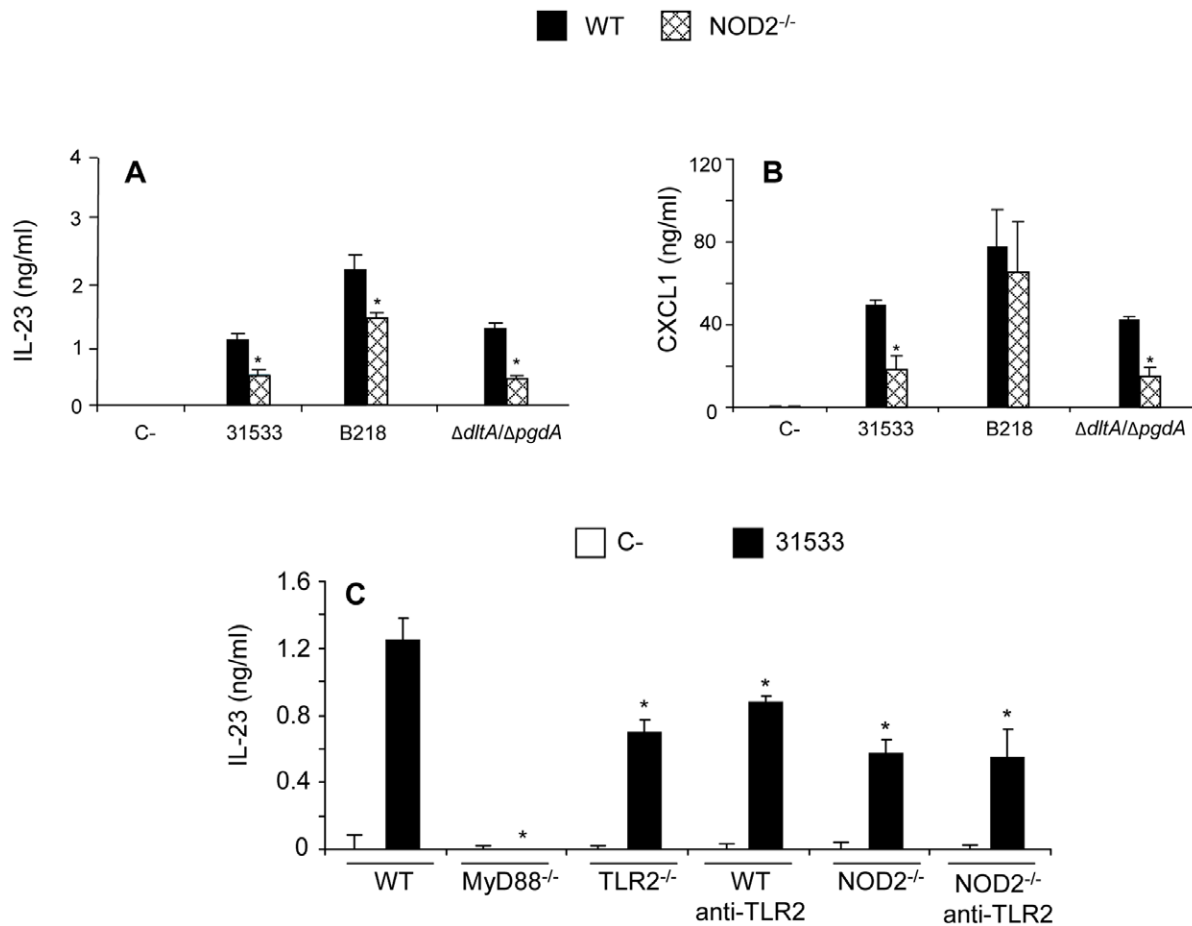 WT NOD2-/-
A
IL-23 (ng/ml)
4
3
2
1
0
* * *
C- 31533 B218 ΔdltA/ΔpgdA
B
CXCL1 (ng/ml)
120
80
40
0
* *
C- 31533 B218 ΔdltA/ΔpgdA
C- 31533
C
IL-23 (ng/ml)
1.6
1.2
0.8
0.4
0
* * * * *
WT MyD88-/- TLR2-/- WT NOD2-/- NOD2-/-
anti-TLR2 anti-TLR2